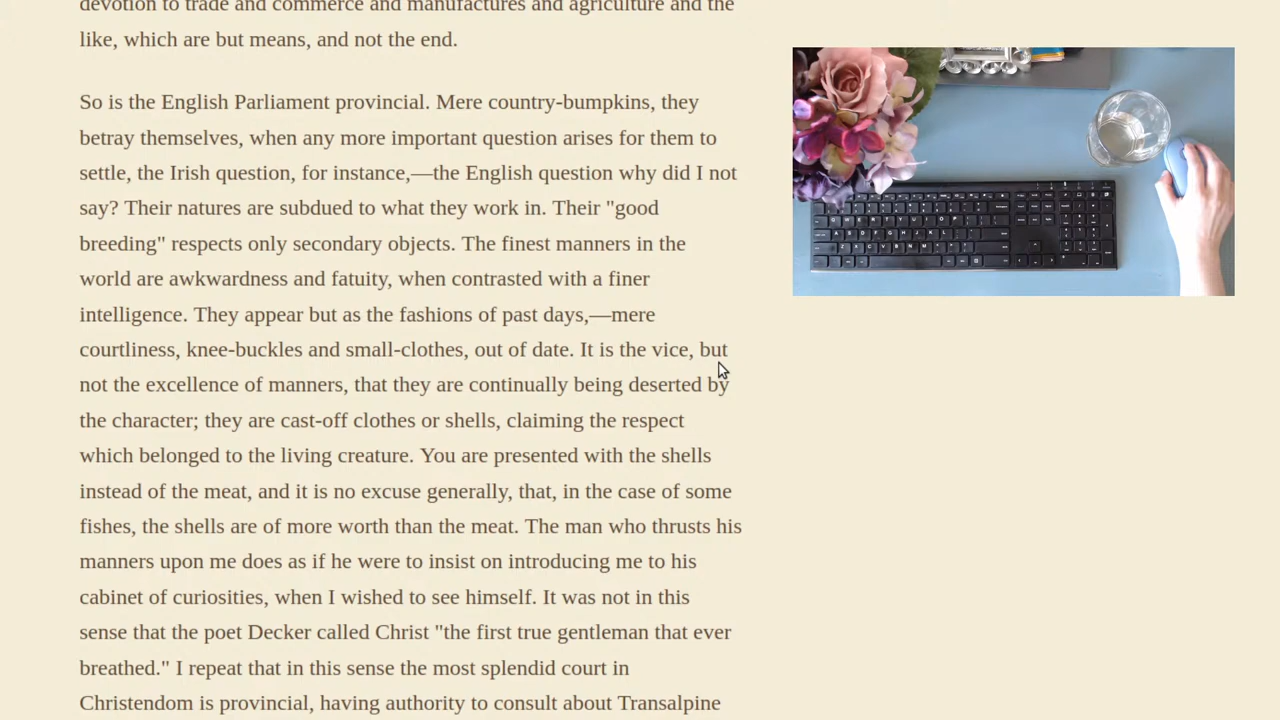 devotion to trade and commerce and manufactures and agriculture and the
like, which are but means, and not the end.
So is the English Parliament provincial. Mere country-bumpkins, they
betray themselves, when any more important question arises for them to
settle, the Irish question, for instance,—the English question why did I not
say? Their natures are subdued to what they work in. Their "good
breeding" respects only secondary objects. The finest manners in the
world are awkwardness and fatuity, when contrasted with a finer
intelligence. They appear but as the fashions of past days,—mere
courtliness, knee-buckles and small-clothes, out of date. It is the vice, but
not the excellence of manners, that they are continually being deserted by
the character; they are cast-off clothes or shells, claiming the respect
which belonged to the living creature. You are presented with the shells
instead of the meat, and it is no excuse generally, that, in the case of some
fishes, the shells are of more worth than the meat. The man who thrusts his
manners upon me does as if he were to insist on introducing me to his
cabinet of curiosities, when I wished to see himself. It was not in this
sense that the poet Decker called Christ "the first true gentleman that ever
breathed." I repeat that in this sense the most splendid court in
Christendom is provincial, having authority to consult about Transalpine